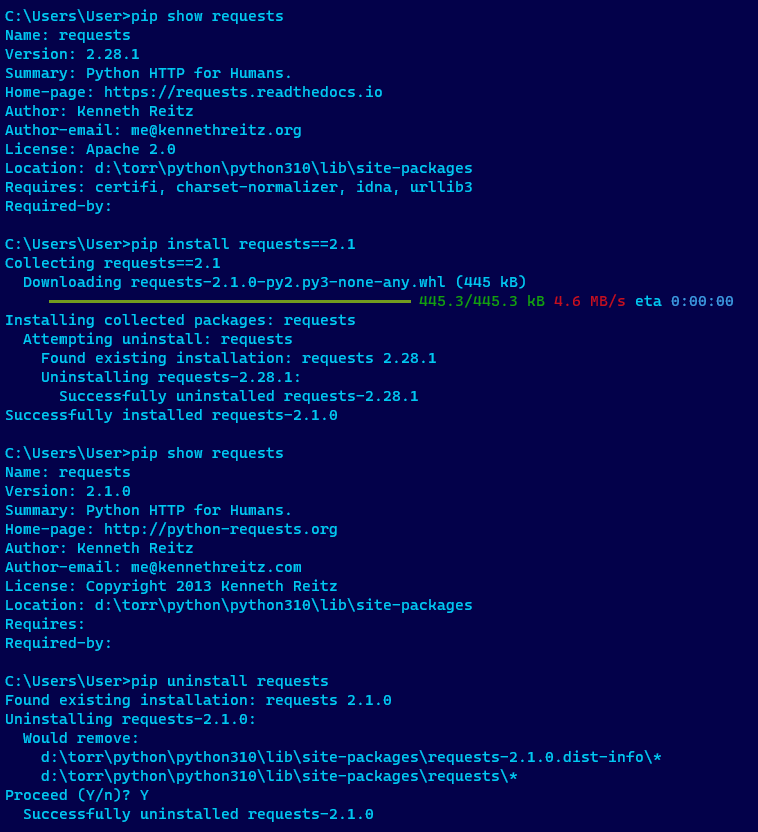 C:\Users\User>pip show requests
Name: requests
Version: 2.28.1
Summary: Python HTTP for Humans.
Home-page: https://requests.readthedocs.io
Author: Kenneth Reitz
Author-email: me@kennethreitz.org
License: Apache 2.0
Location: d:\torr\python\python310\lib\site-packages
Requires: certifi, charset-normalizer, idna, urllib3
Required-by:

C:\Users\User>pip install requests==2.1
Collecting requests==2.1
  Downloading requests-2.1.0-py2.py3-none-any.whl (445 kB)
     445.3/445.3 kB 4.6 MB/s eta 0:00:00
Installing collected packages: requests
  Attempting uninstall: requests
    Found existing installation: requests 2.28.1
    Uninstalling requests-2.28.1:
      Successfully uninstalled requests-2.28.1
Successfully installed requests-2.1.0

C:\Users\User>pip show requests
Name: requests
Version: 2.1.0
Summary: Python HTTP for Humans.
Home-page: http://python-requests.org
Author: Kenneth Reitz
Author-email: me@kennethreitz.com
License: Copyright 2013 Kenneth Reitz
Location: d:\torr\python\python310\lib\site-packages
Requires:
Required-by:

C:\Users\User>pip uninstall requests
Found existing installation: requests 2.1.0
Uninstalling requests-2.1.0:
  Would remove:
    d:\torr\python\python310\lib\site-packages\requests-2.1.0.dist-info\*
    d:\torr\python\python310\lib\site-packages\requests\*
Proceed (Y/n)? Y
  Successfully uninstalled requests-2.1.0